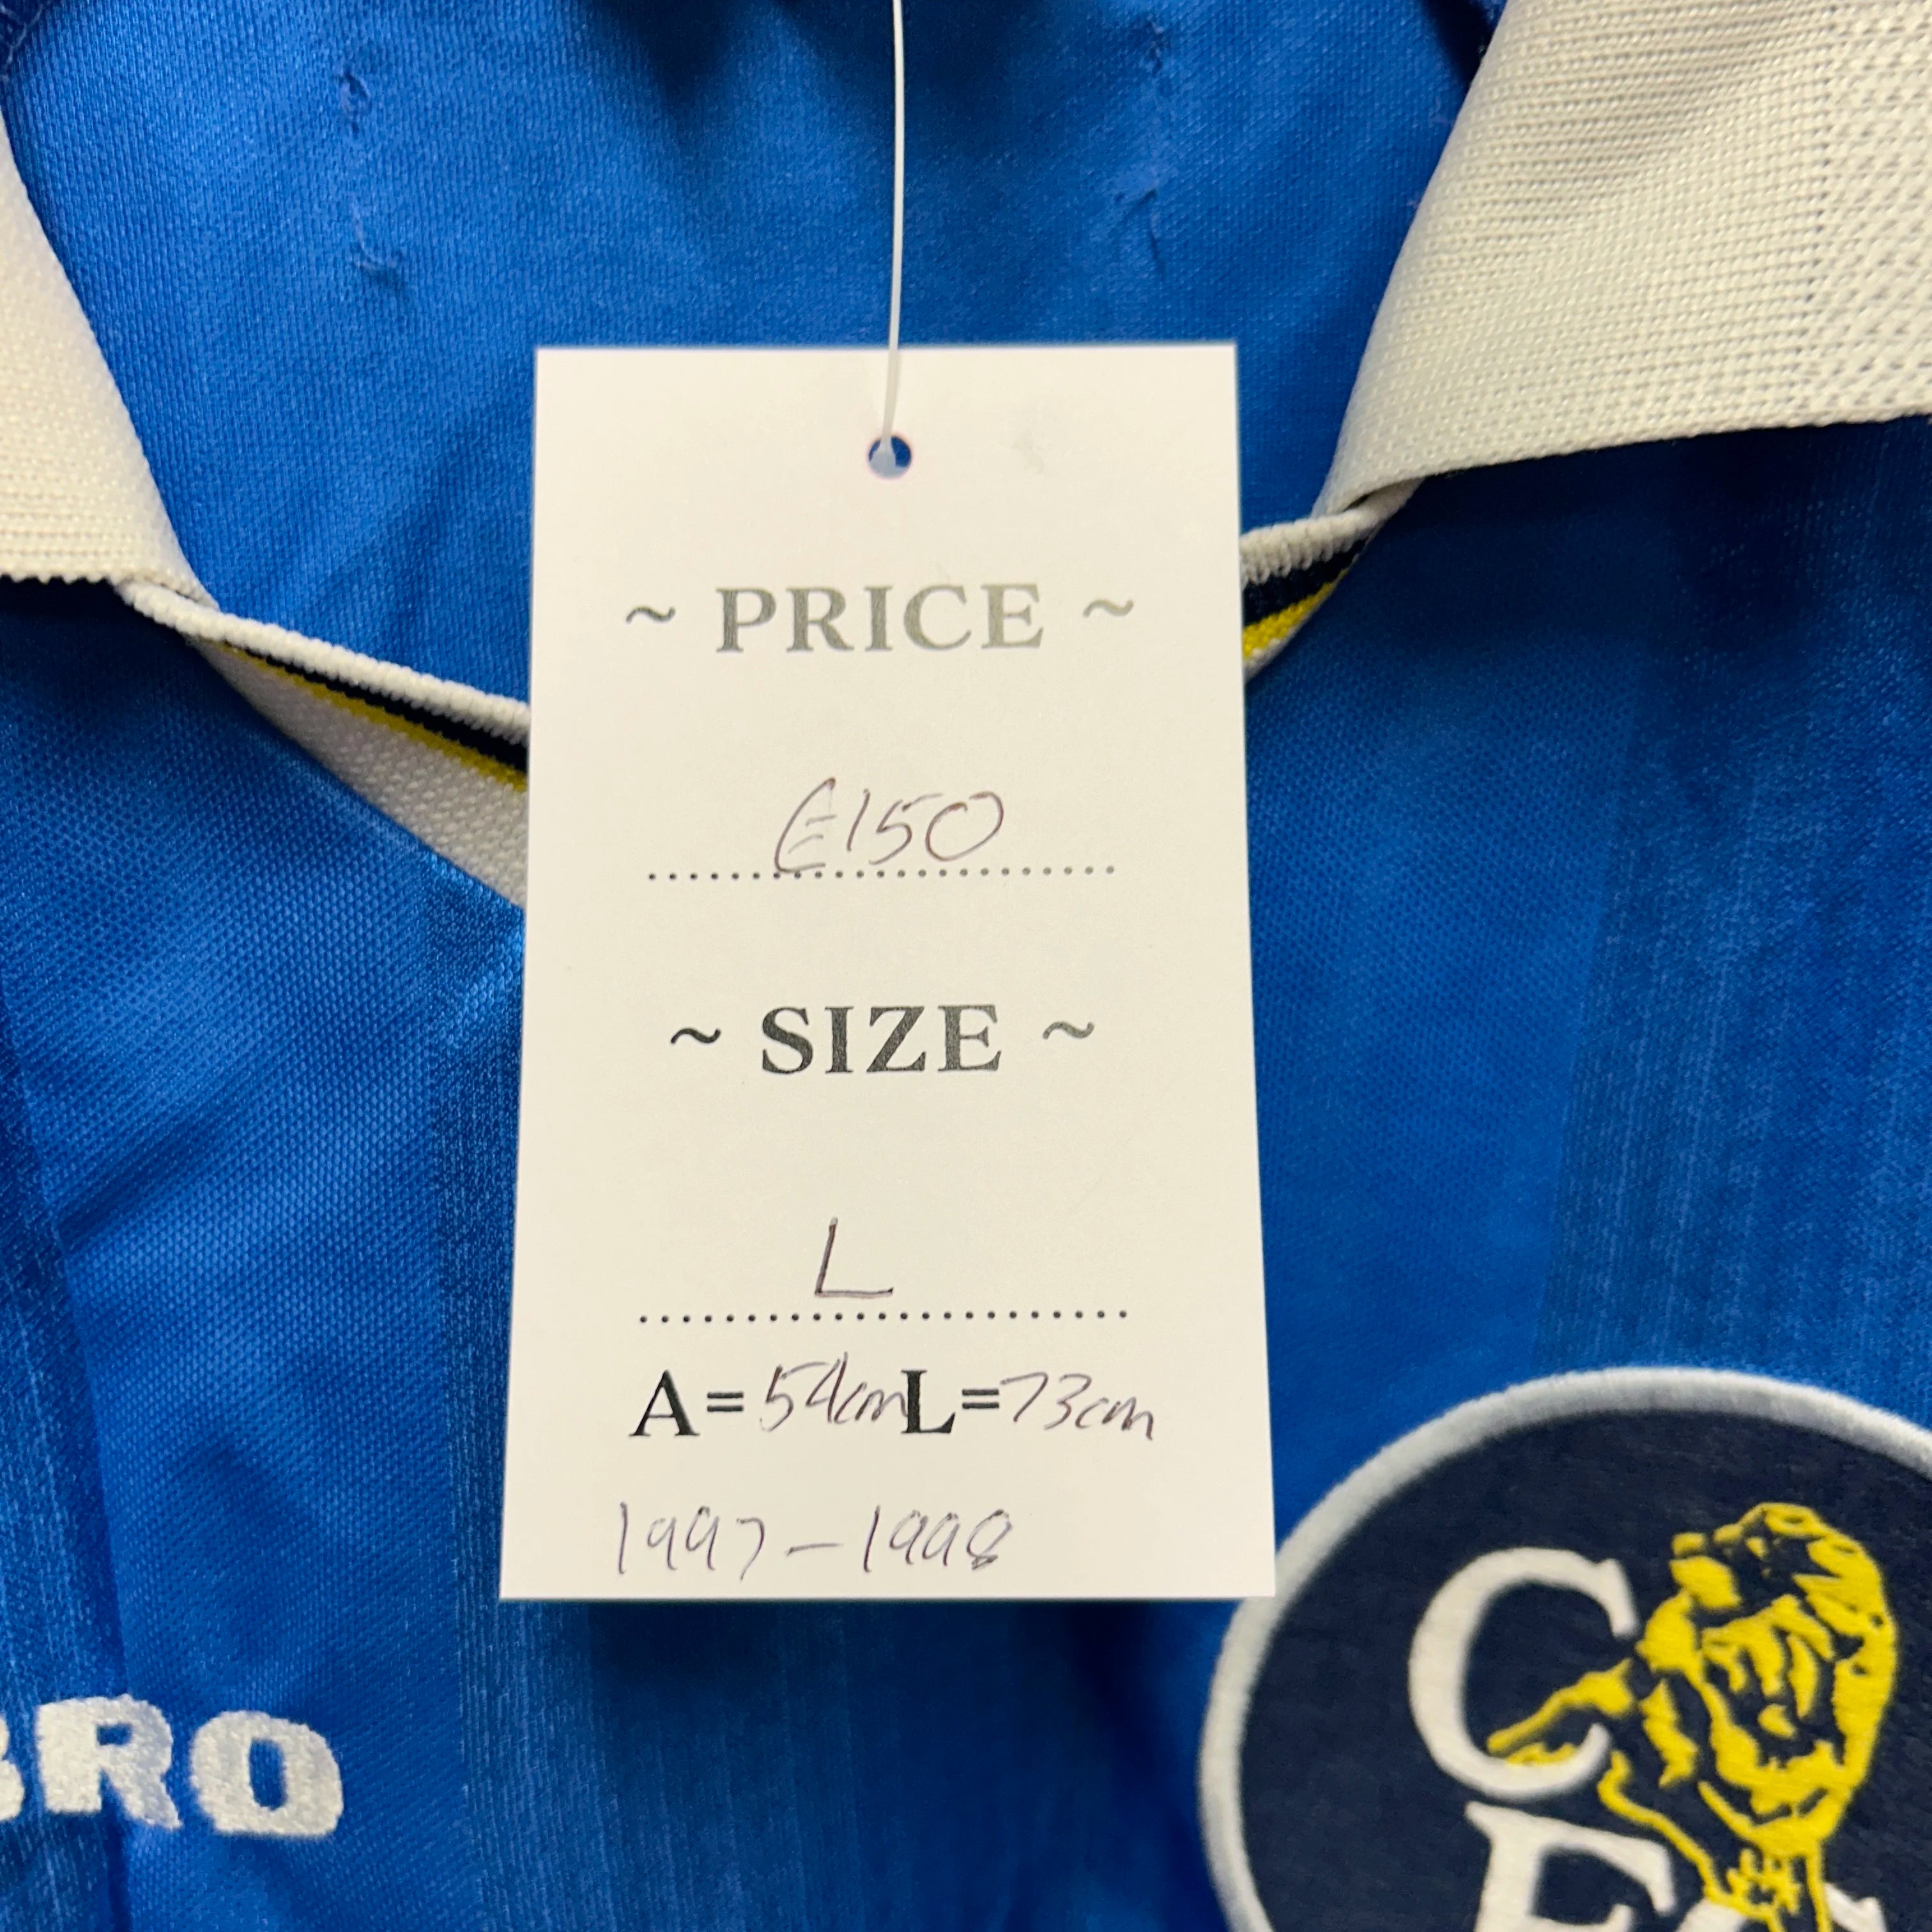 ~ PRICE ~
€150
~ SIZE ~
L
A=54cm L=73cm
1997-1998
BRO
C
F